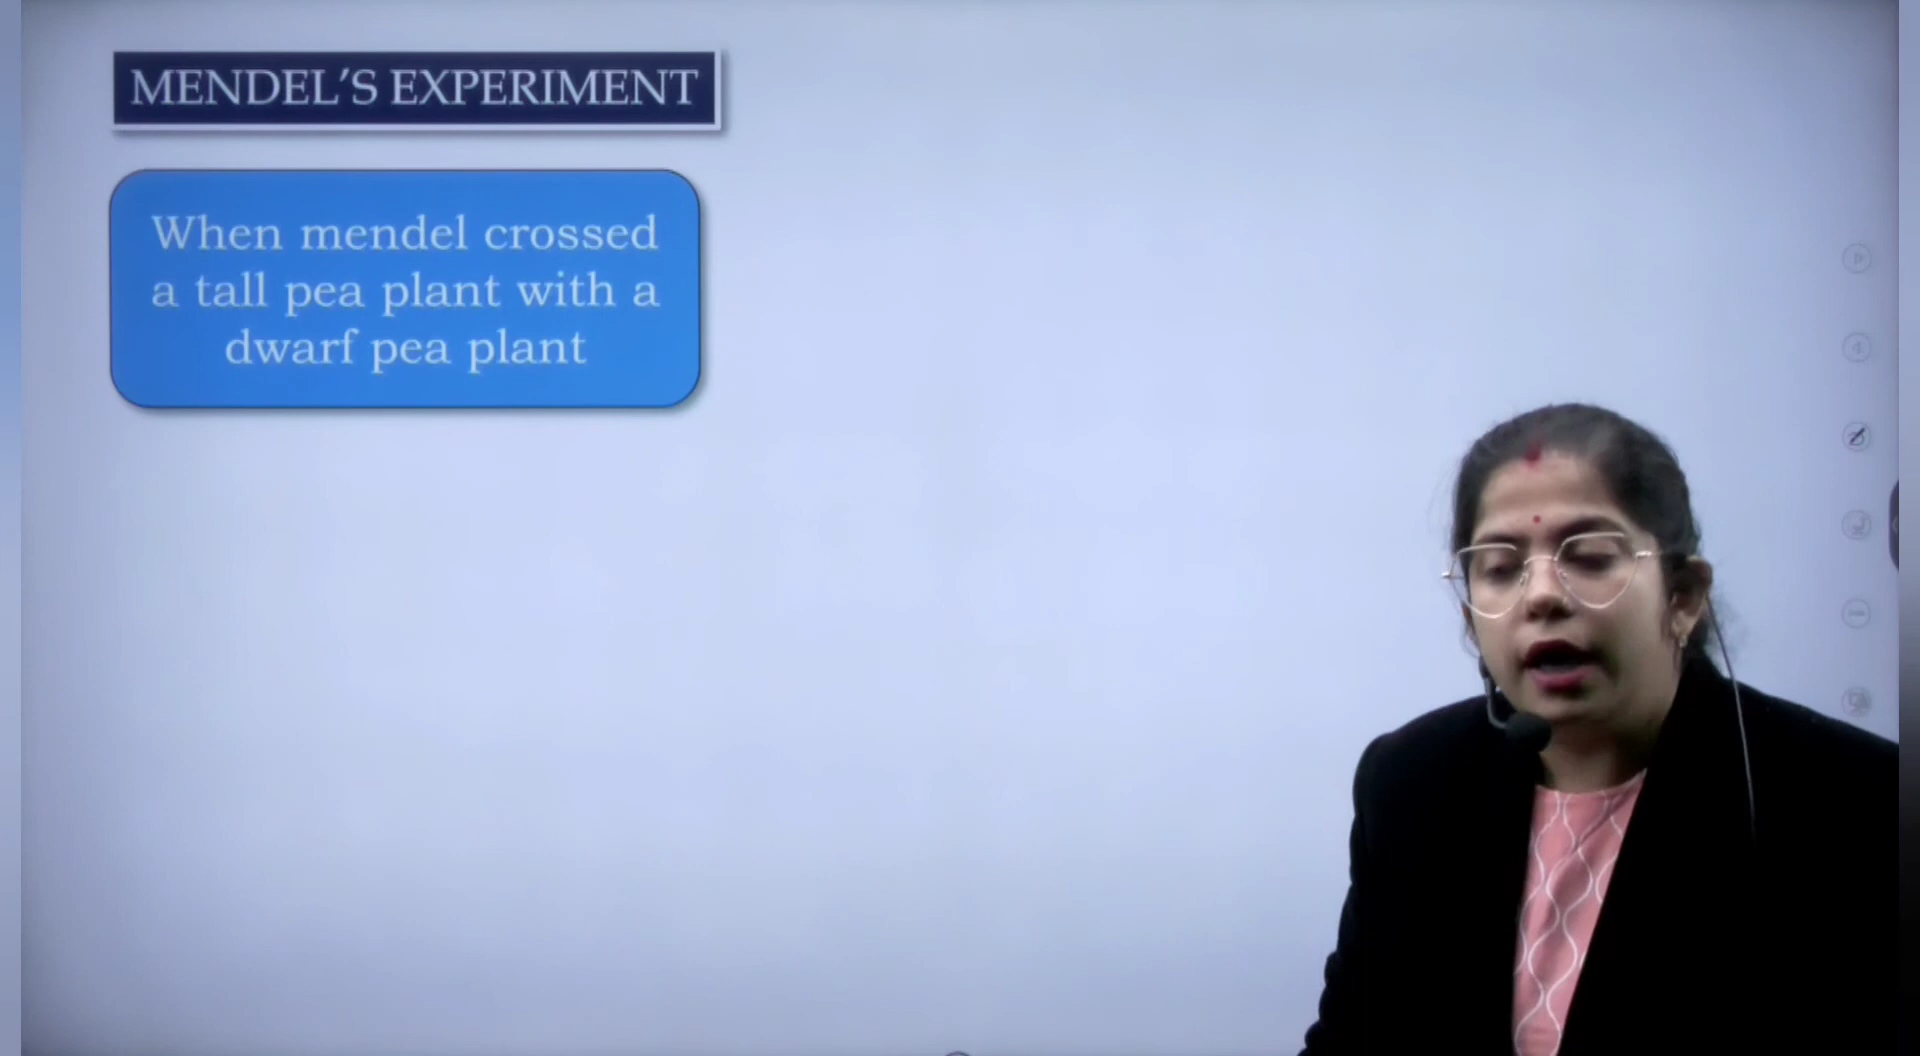 MENDEL'S EXPERIMENT
When mendel crossed
a tall pea plant with a
dwarf pea plant